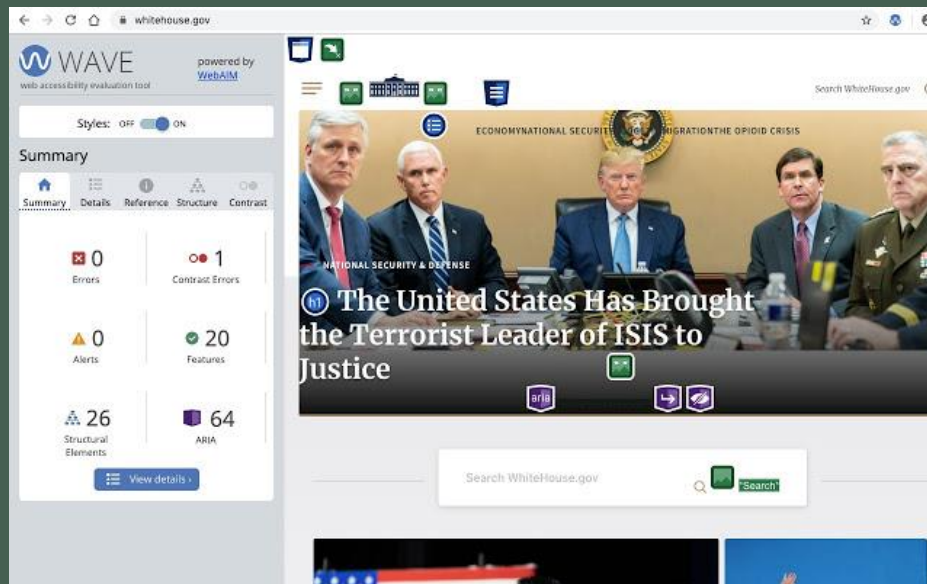 whitehouse.gov
WAVE
web accessibility evaluation tool
powered by
WebAIM
Styles: OFF ON
Summary
Summary Details Reference Structure Contrast
0
Errors
1
Contrast Errors
0
Alerts
20
Features
26
Structural
Elements
64
ARIA
View details ›
Search WhiteHouse.gov
ECONOMYNATIONAL SECURITY
MIGRATIONTHE OPIOID CRISIS
NATIONAL SECURITY & DEFENSE
h1 The United States Has Brought
the Terrorist Leader of ISIS to
Justice
aria
Search WhiteHouse.gov
"Search"